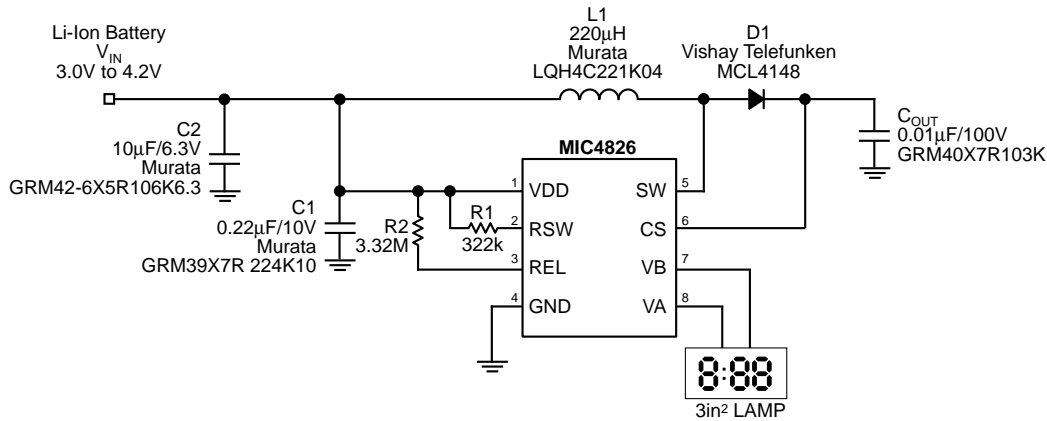 Li-Ion Battery
VIN
3.0V to 4.2V
L1
220µH
Murata
LQH4C221K04
D1
Vishay Telefunken
MCL4148
C2
10µF/6.3V
Murata
GRM42-6X5R106K6.3
COUT
0.01µF/100V
GRM40X7R103K
C1
0.22µF/10V
Murata
GRM39X7R 224K10
R2
3.32M
R1
322k
MIC4826
1 VDD SW 5
2 RSW CS 6
3 REL VB 7
4 GND VA 8
8:88
3in² LAMP